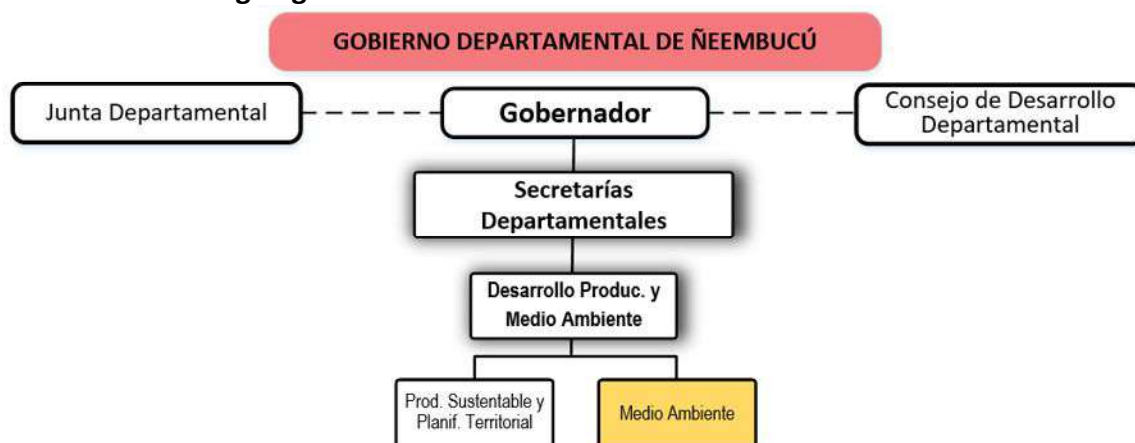 GOBIERNO DEPARTAMENTAL DE ÑEEMBUCÚ
Junta Departamental
Gobernador
Consejo de Desarrollo
Departamental
Secretarías
Departamentales
Desarrollo Produc. y
Medio Ambiente
Prod. Sustentable y
Planif. Territorial
Medio Ambiente